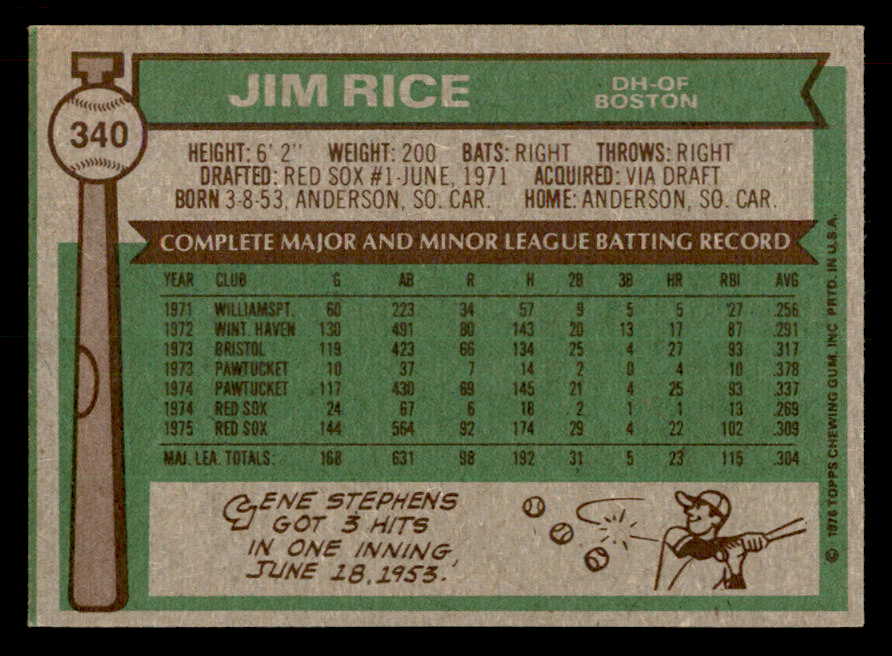 340
JIM RICE
DH-OF
BOSTON
HEIGHT: 6' 2" WEIGHT: 200 BATS: RIGHT THROWS: RIGHT
DRAFTED: RED SOX #1-JUNE, 1971 ACQUIRED: VIA DRAFT
BORN 3-8-53, ANDERSON, SO. CAR. HOME: ANDERSON, SO. CAR.
COMPLETE MAJOR AND MINOR LEAGUE BATTING RECORD
YEAR CLUB G AB R H 2B 3B HR RBI AVG
1971 WILLIAMSPT. 60 223 34 57 9 5 5 27 .256
1972 WINT. HAVEN 130 491 80 143 20 13 17 87 .291
1973 BRISTOL 119 423 66 134 25 4 27 93 .317
1973 PAWTUCKET 10 37 7 14 2 0 4 10 .378
1974 PAWTUCKET 117 430 69 145 21 4 25 93 .337
1974 RED SOX 24 67 6 18 2 1 1 13 .269
1975 RED SOX 144 564 92 174 29 4 22 102 .309
MAJ. LEA. TOTALS: 168 631 98 192 31 5 23 115 .304
GENE STEPHENS
GOT 3 HITS
IN ONE INNING
JUNE 18, 1953.
© 1976 TOPPS CHEWING GUM, INC. PRTD. IN U.S.A.